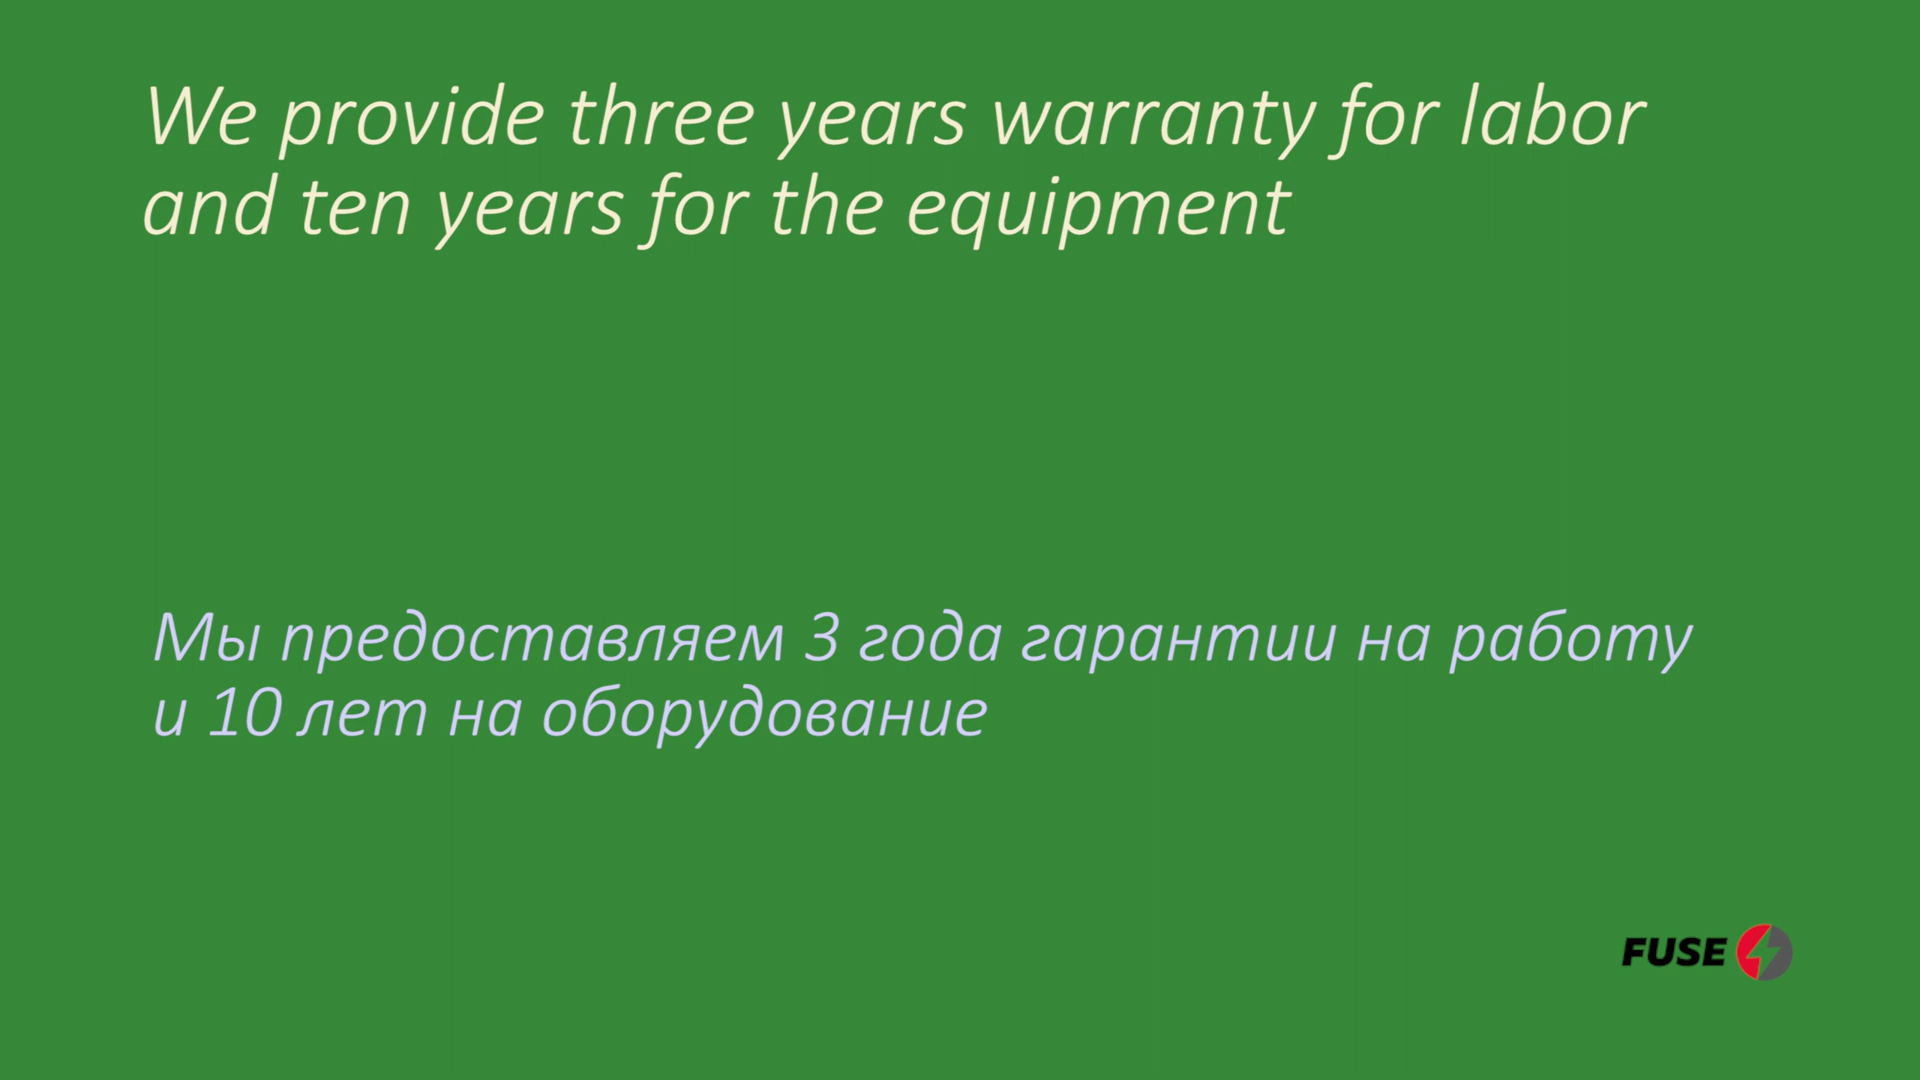 We provide three years warranty for labor
and ten years for the equipment
Мы предоставляем 3 года гарантии на работу
и 10 лет на оборудование
FUSE